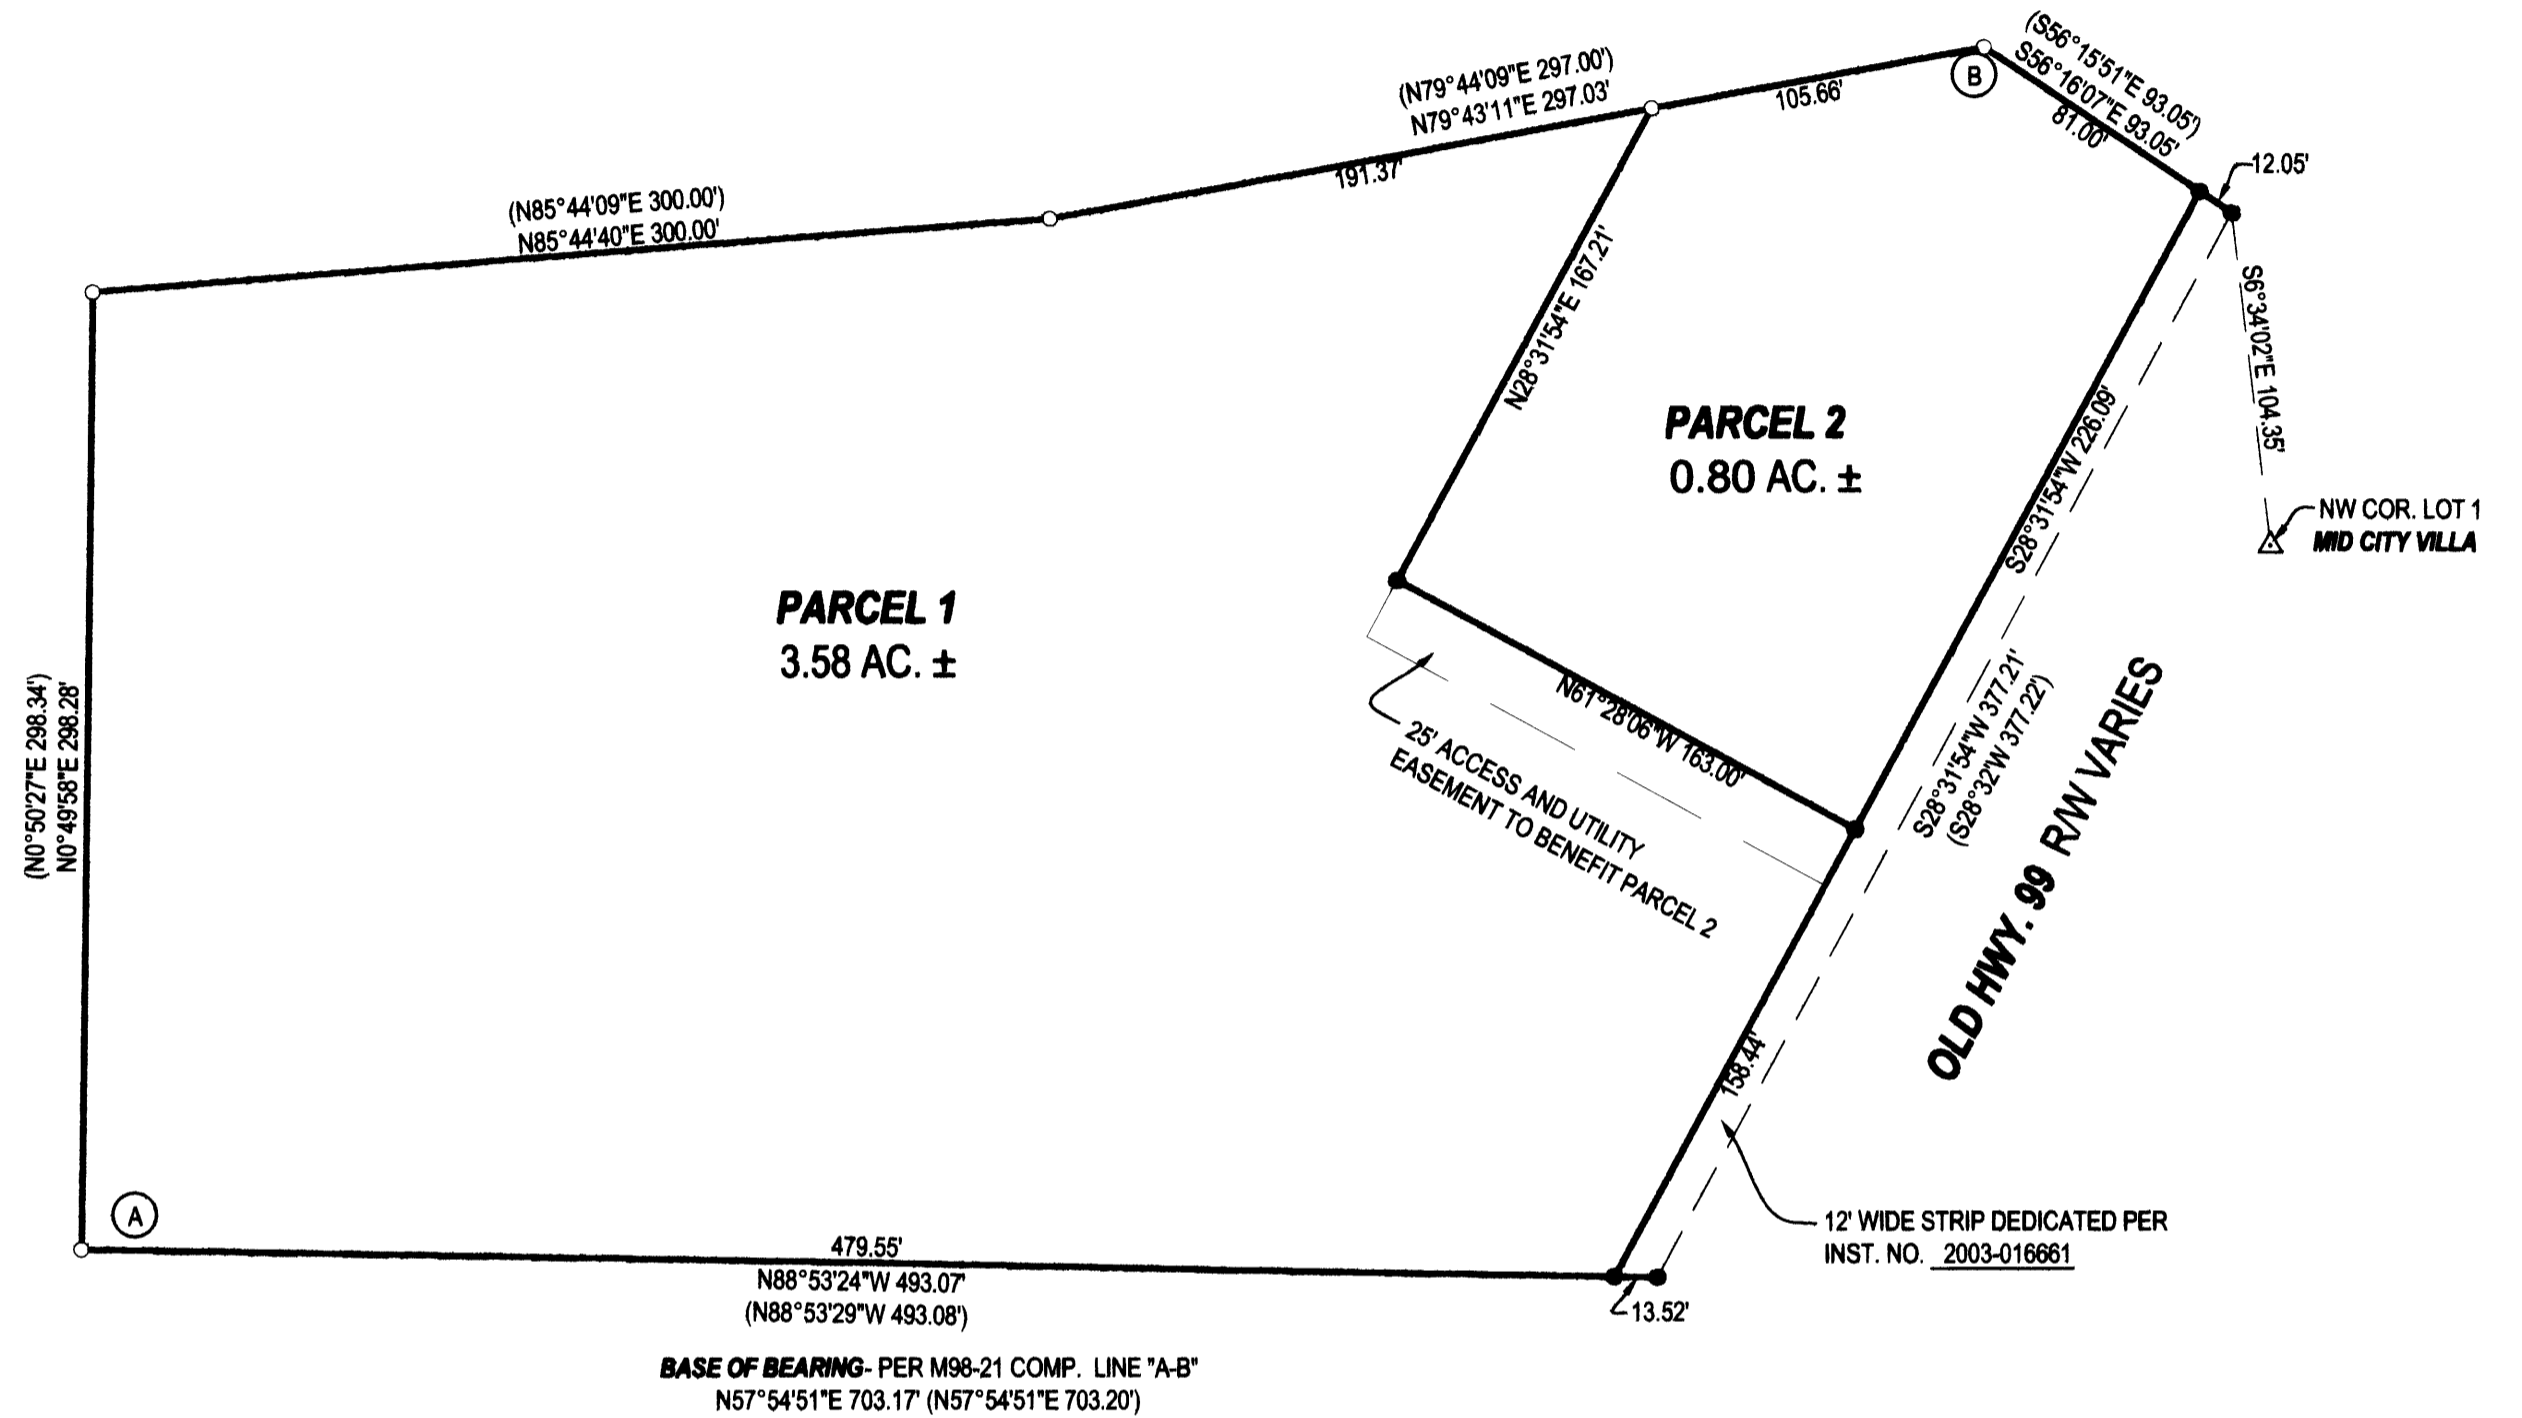 (S56°15'51"E 93.05')
S56°16'07"E 93.05'
81.00'
12.05'
B
(N79°44'09"E 297.00')
N79°43'11"E 297.03'
105.66'
191.37'
(N85°44'09"E 300.00')
N85°44'40"E 300.00'
N28°31'54"E 167.21'
S6°34'02"E 104.35'
PARCEL 2
0.80 AC. ±
S28°31'54"W 226.09'
NW COR. LOT 1
MID CITY VILLA
PARCEL 1
3.58 AC. ±
(N0°50'27"E 298.34')
N0°49'58"E 298.28'
N61°28'06"W 163.00'
25' ACCESS AND UTILITY
EASEMENT TO BENEFIT PARCEL 2
S28°31'54"W 377.21'
(S28°32'W 377.22')
OLD HWY. 99 R/W VARIES
158.44'
A
12' WIDE STRIP DEDICATED PER
INST. NO. 2003-016661
479.55'
N88°53'24"W 493.07'
(N88°53'29"W 493.08')
13.52'
BASE OF BEARING- PER M98-21 COMP. LINE "A-B"
N57°54'51"E 703.17' (N57°54'51"E 703.20')